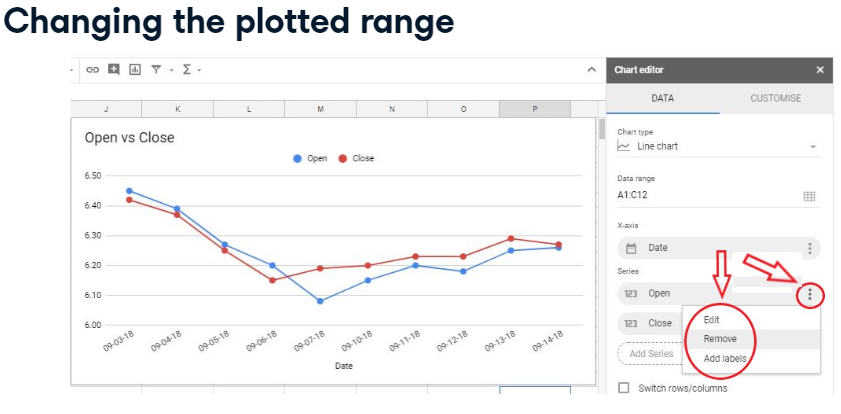 Changing the plotted range
Chart editor
DATA CUSTOMISE
J K L M N O P
Open vs Close
Open Close
6.50
6.40
6.30
6.20
6.10
6.00
09-03-18 09-04-18 09-05-18 09-06-18 09-07-18 09-10-18 09-11-18 09-12-18 09-13-18 09-14-18
Date
Chart type
Line chart
Data range
A1:C12
X-axis
Date
Series
123 Open
123 Close
Edit
Remove
Add labels
Add Series
Switch rows/columns